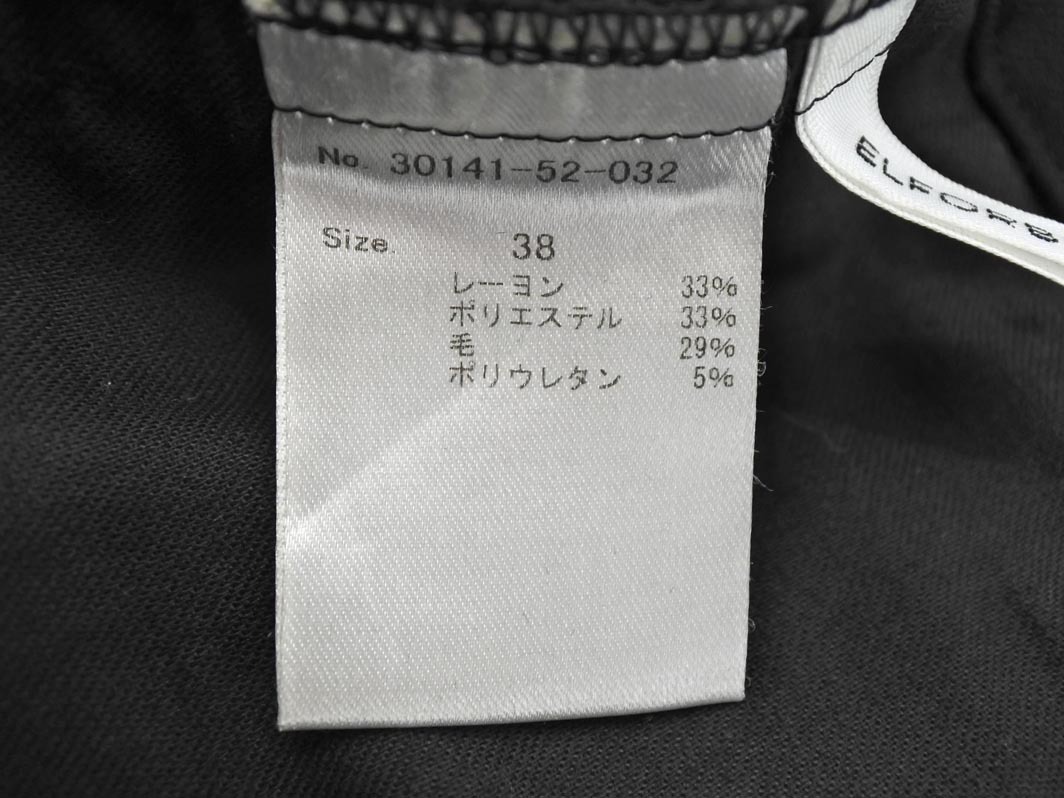 No. 30141-52-032
Size. 38
レーヨン 33%
ポリエステル 33%
毛 29%
ポリウレタン 5%
ELFORB